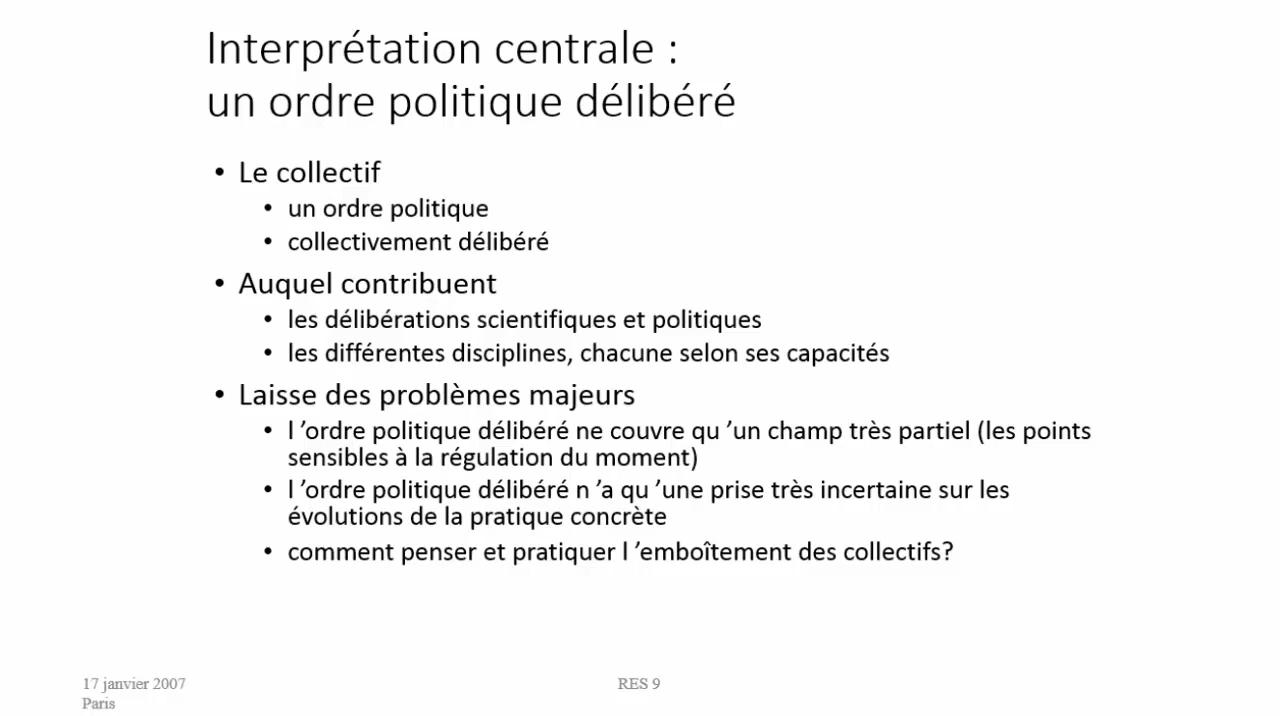 Interprétation centrale :
un ordre politique délibéré
• Le collectif
• un ordre politique
• collectivement délibéré
• Auquel contribuent
• les délibérations scientifiques et politiques
• les différentes disciplines, chacune selon ses capacités
• Laisse des problèmes majeurs
• l ’ordre politique délibéré ne couvre qu ’un champ très partiel (les points
sensibles à la régulation du moment)
• l ’ordre politique délibéré n ’a qu ’une prise très incertaine sur les
évolutions de la pratique concrète
• comment penser et pratiquer l ’emboîtement des collectifs?
17 janvier 2007
Paris
RES 9